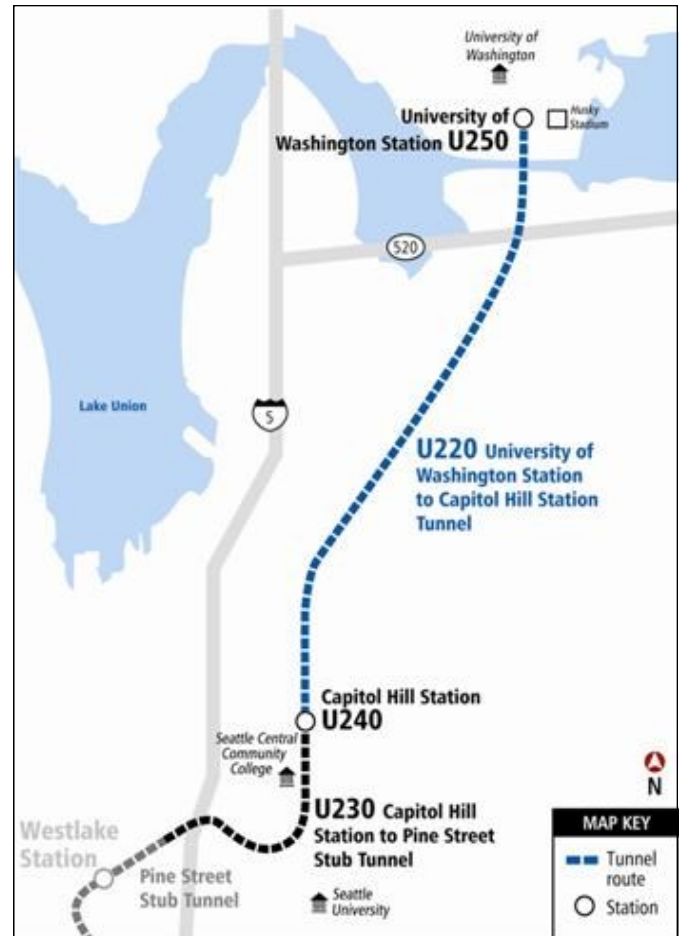 University of
Washington
University of
Washington Station U250
Husky
Stadium
520
Lake Union
5
U220 University of
Washington Station
to Capitol Hill Station
Tunnel
Capitol Hill Station
U240
Seattle Central
Community
College
U230 Capitol Hill
Station to Pine Street
Stub Tunnel
Westlake
Station
Pine Street
Stub Tunnel
Seattle
University
N
MAP KEY
Tunnel
route
Station